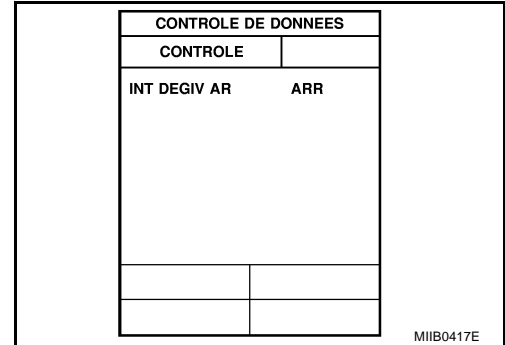 CONTROLE DE DONNEES
CONTROLE
INT DEGIV AR ARR
MIIB0417E